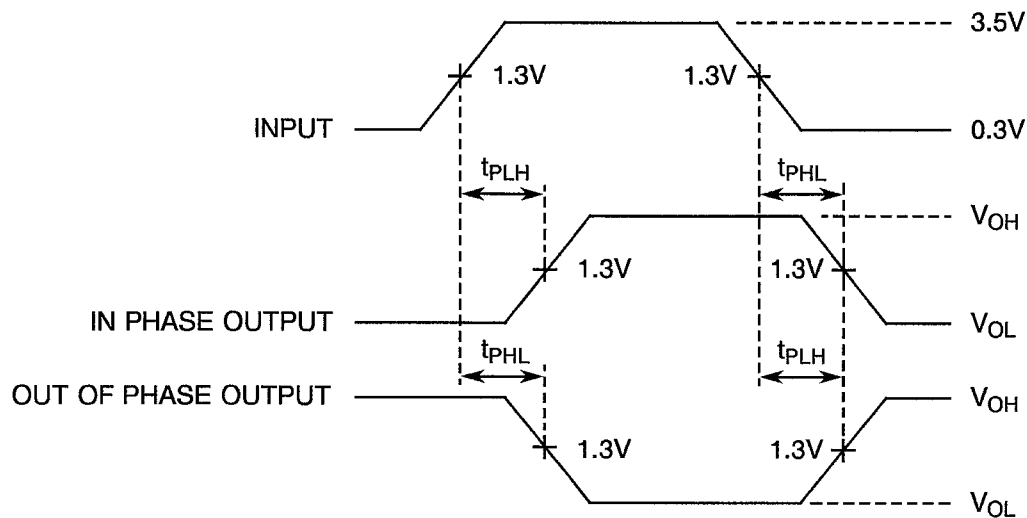 3.5V
1.3V 1.3V
INPUT 0.3V
tPLH tPHL
VOH
1.3V 1.3V
IN PHASE OUTPUT VOL
tPHL tPLH
OUT OF PHASE OUTPUT VOH
1.3V 1.3V
VOL